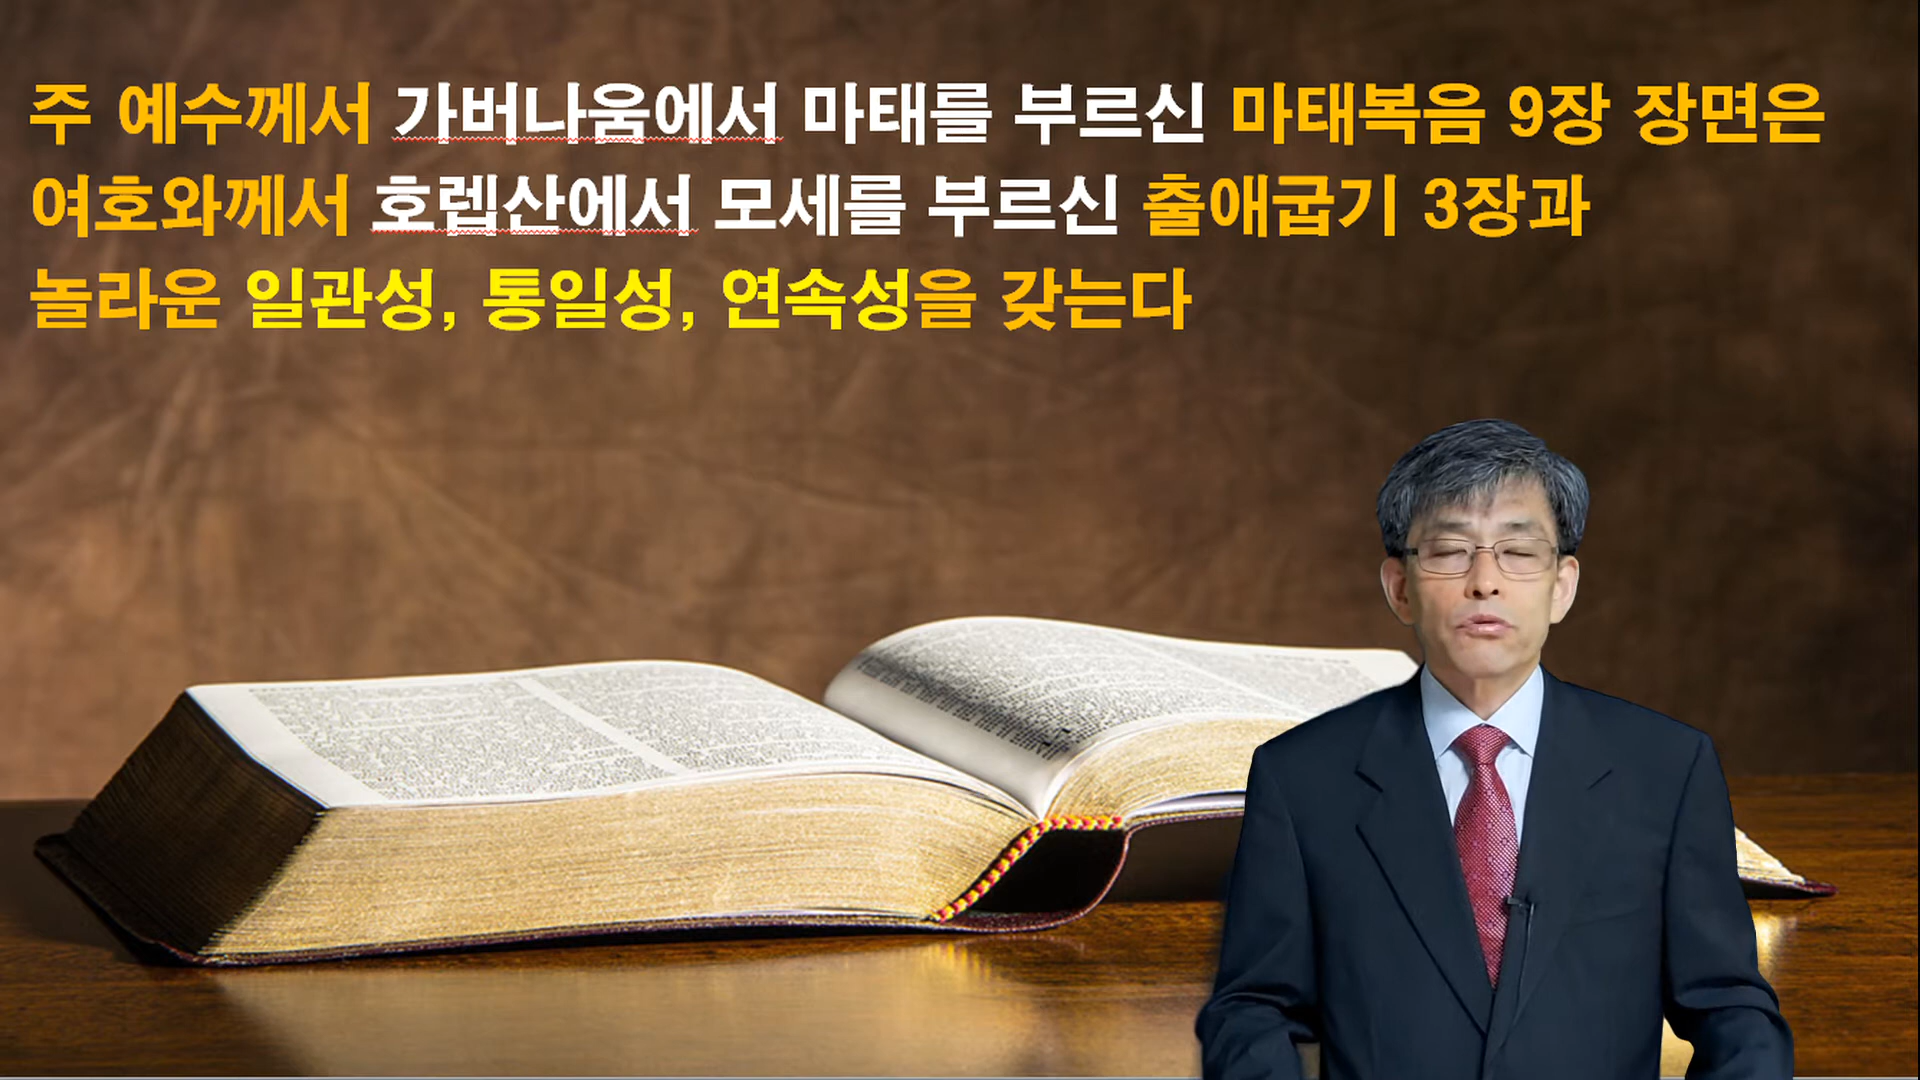 주 예수께서 가버나움에서 마태를 부르신 마태복음 9장 장면은
여호와께서 호렙산에서 모세를 부르신 출애굽기 3장과
놀라운 일관성, 통일성, 연속성을 갖는다